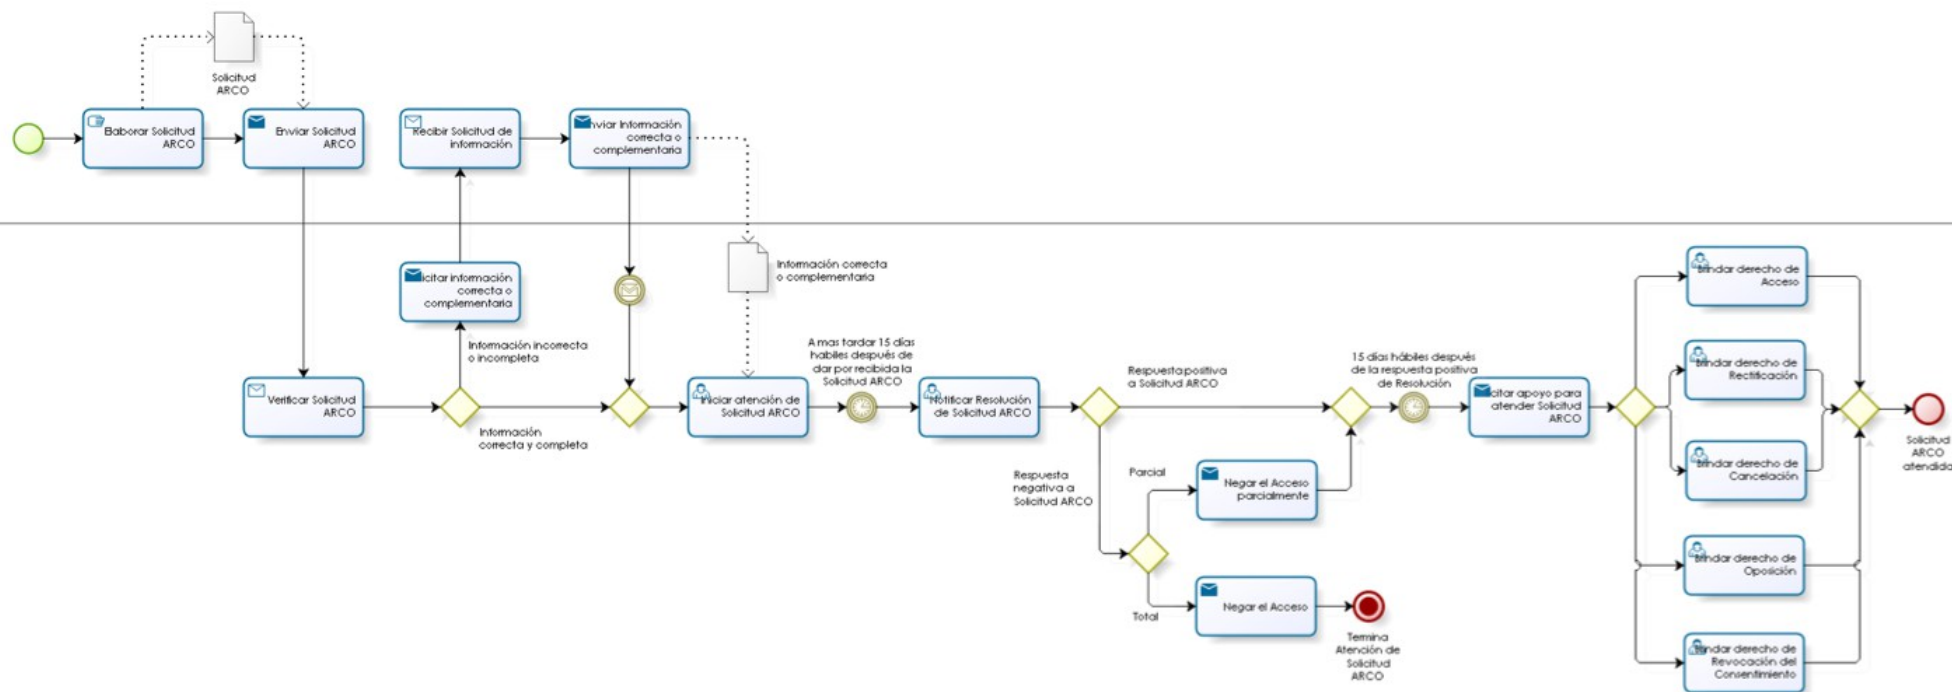 Solicitud
ARCO
Elaborar Solicitud
ARCO
Enviar Solicitud
ARCO
Recibir Solicitud de
información
nviar Información
correcta o
complementaria
icitar información
correcta o
complementaria
Información correcta
o complementaria
Información incorrecta
o incompleta
Verificar Solicitud
ARCO
Información
correcta y completa
Iniciar atención de
Solicitud ARCO
A mas tardar 15 días
habiles después de
dar por recibida la
Solicitud ARCO
Notificar Resolución
de Solicitud ARCO
Respuesta positiva
a Solicitud ARCO
Respuesta
negativa a
Solicitud ARCO
Parcial
Negar el Acceso
parcialmente
Total
Negar el Acceso
Termina
Atención de
Solicitud
ARCO
15 días hábiles después
de la respuesta positiva
de Resolución
icitar apoyo para
atender Solicitud
ARCO
Brindar derecho de
Acceso
Brindar derecho de
Rectificación
Brindar derecho de
Cancelación
Brindar derecho de
Oposición
Brindar derecho de
Revocación del
Consentimiento
Solicitud
ARCO
atendida